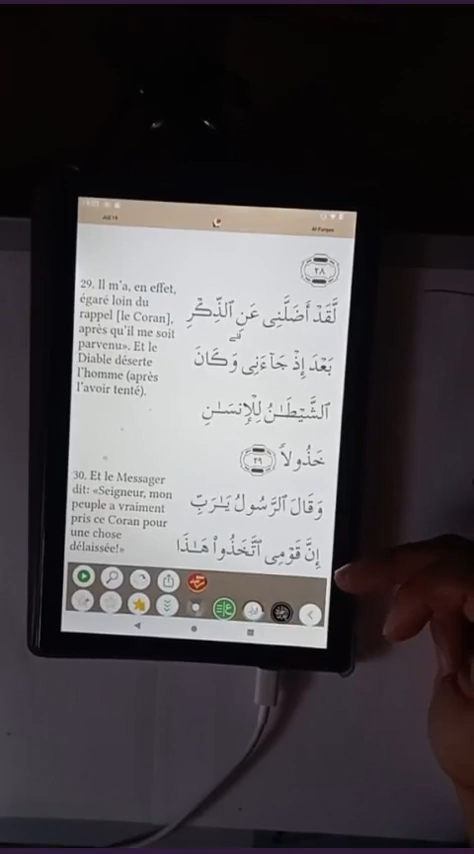 Juz 19
Al-Furqan
٢٨
29. Il m'a, en effet,
égaré loin du
rappel [le Coran],
après qu'il me soit
parvenu». Et le
Diable déserte
l'homme (après
l'avoir tenté).
لَّقَدْ أَضَلَّنِى عَنِ ٱلذِّكْرِ
بَعْدَ إِذْ جَآءَنِى ۗ وَكَانَ
ٱلشَّيْطَـٰنُ لِلْإِنسَـٰنِ
خَذُولًا ٢٩
30. Et le Messager
dit: «Seigneur, mon
peuple a vraiment
pris ce Coran pour
une chose
délaissée!»
وَقَالَ ٱلرَّسُولُ يَـٰرَبِّ
إِنَّ قَوْمِى ٱتَّخَذُوا۟ هَـٰذَا